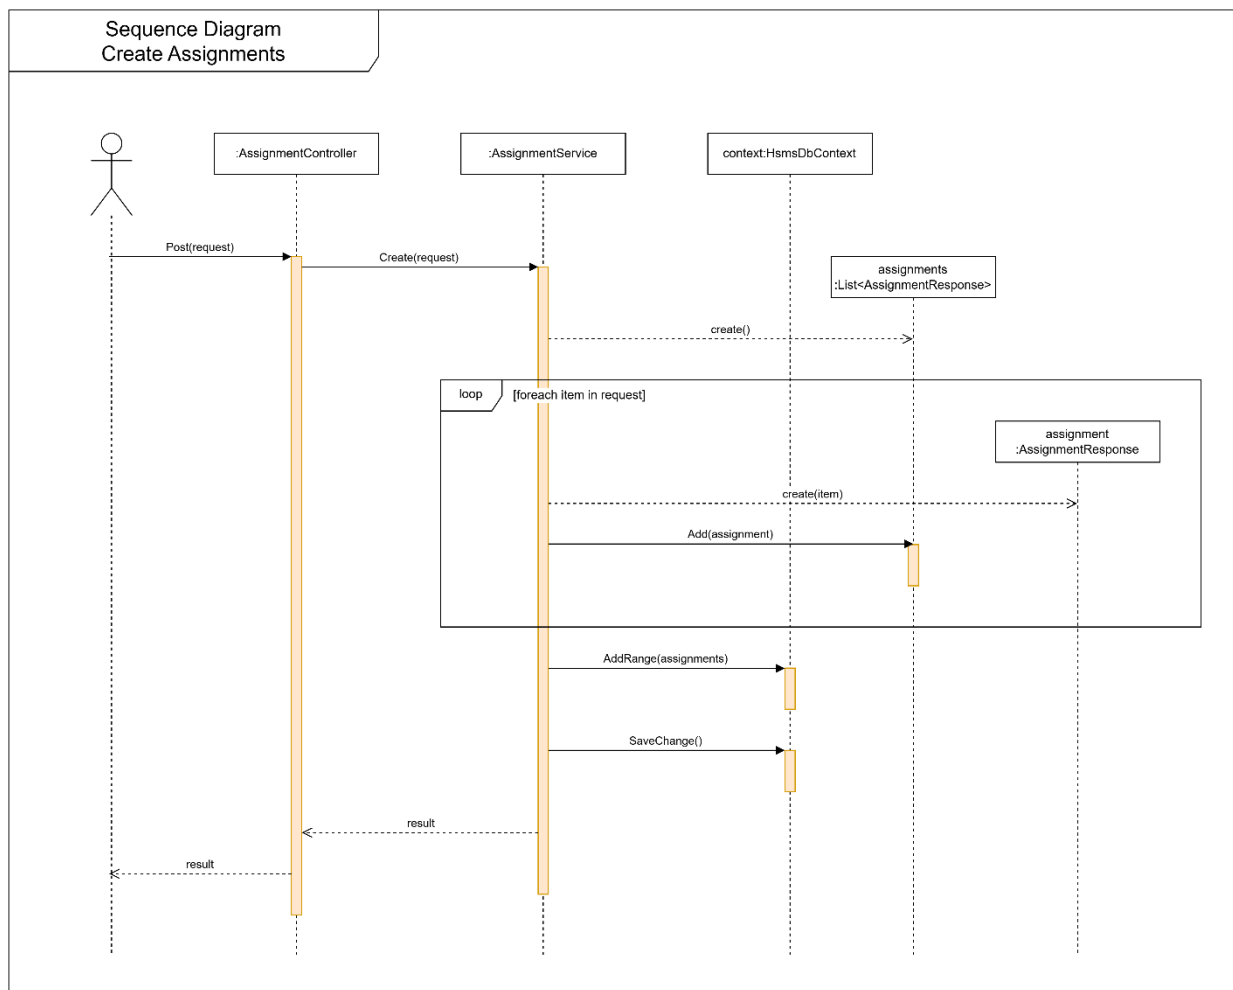 Sequence Diagram
Create Assignments
:AssignmentController
:AssignmentService
context:HsmsDbContext
Post(request)
Create(request)
assignments
:List<AssignmentResponse>
create()
loop
[foreach item in request]
assignment
:AssignmentResponse
create(item)
Add(assignment)
AddRange(assignments)
SaveChange()
result
result